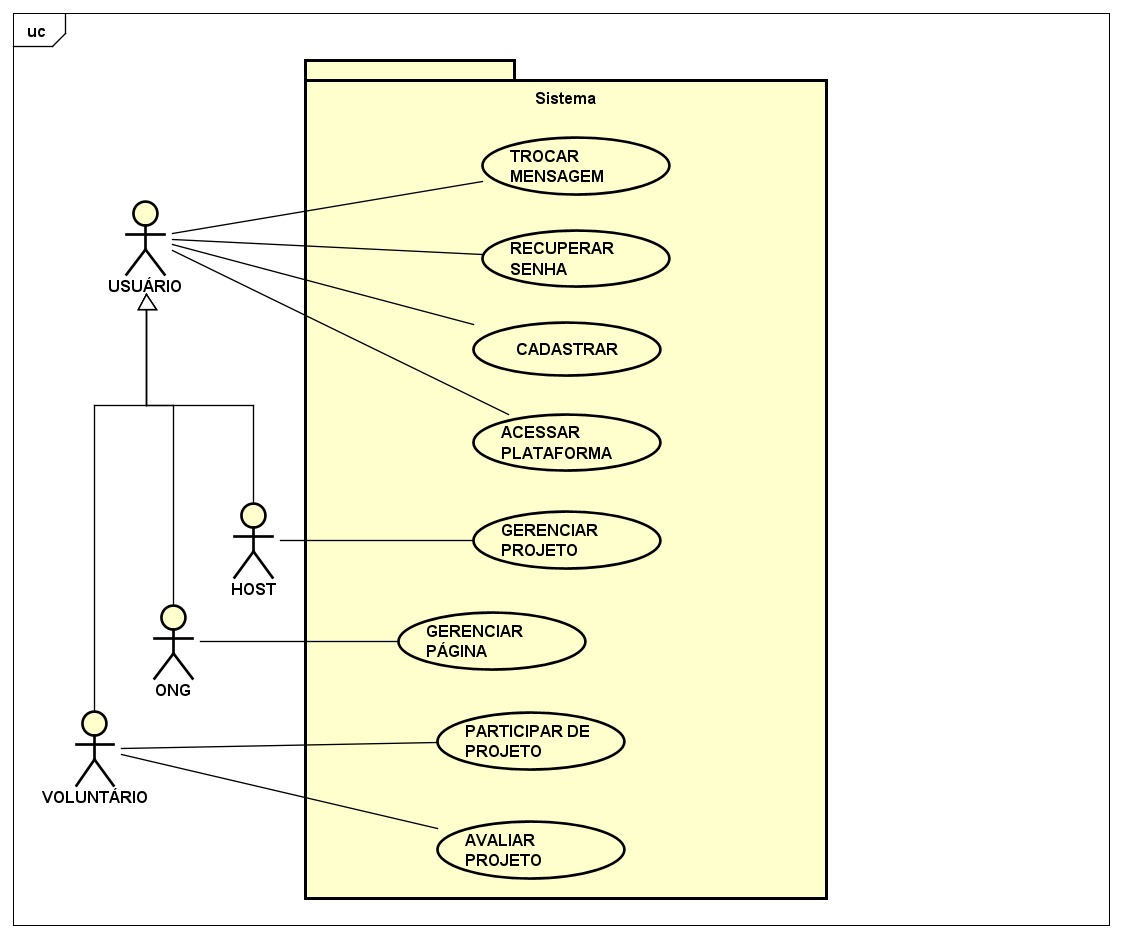 uc
Sistema
TROCAR
MENSAGEM
RECUPERAR
SENHA
USUÁRIO
CADASTRAR
ACESSAR
PLATAFORMA
GERENCIAR
PROJETO
HOST
GERENCIAR
PÁGINA
ONG
PARTICIPAR DE
PROJETO
VOLUNTÁRIO
AVALIAR
PROJETO